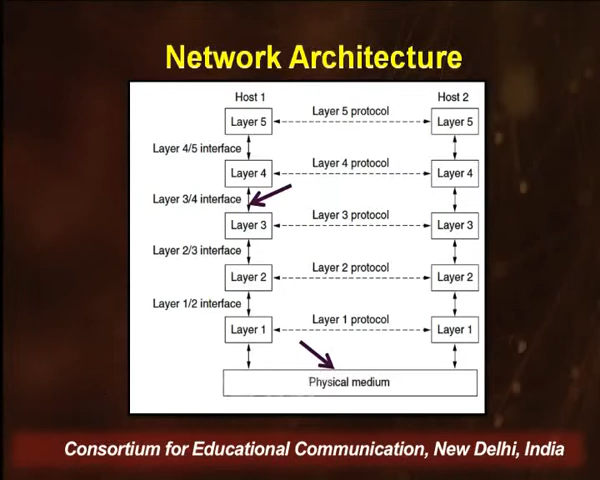 Network Architecture
Host 1 Host 2
Layer 5 Layer 5 protocol Layer 5
Layer 4/5 interface
Layer 4 Layer 4 protocol Layer 4
Layer 3/4 interface
Layer 3 Layer 3 protocol Layer 3
Layer 2/3 interface
Layer 2 Layer 2 protocol Layer 2
Layer 1/2 interface
Layer 1 Layer 1 protocol Layer 1
Physical medium
Consortium for Educational Communication, New Delhi, India